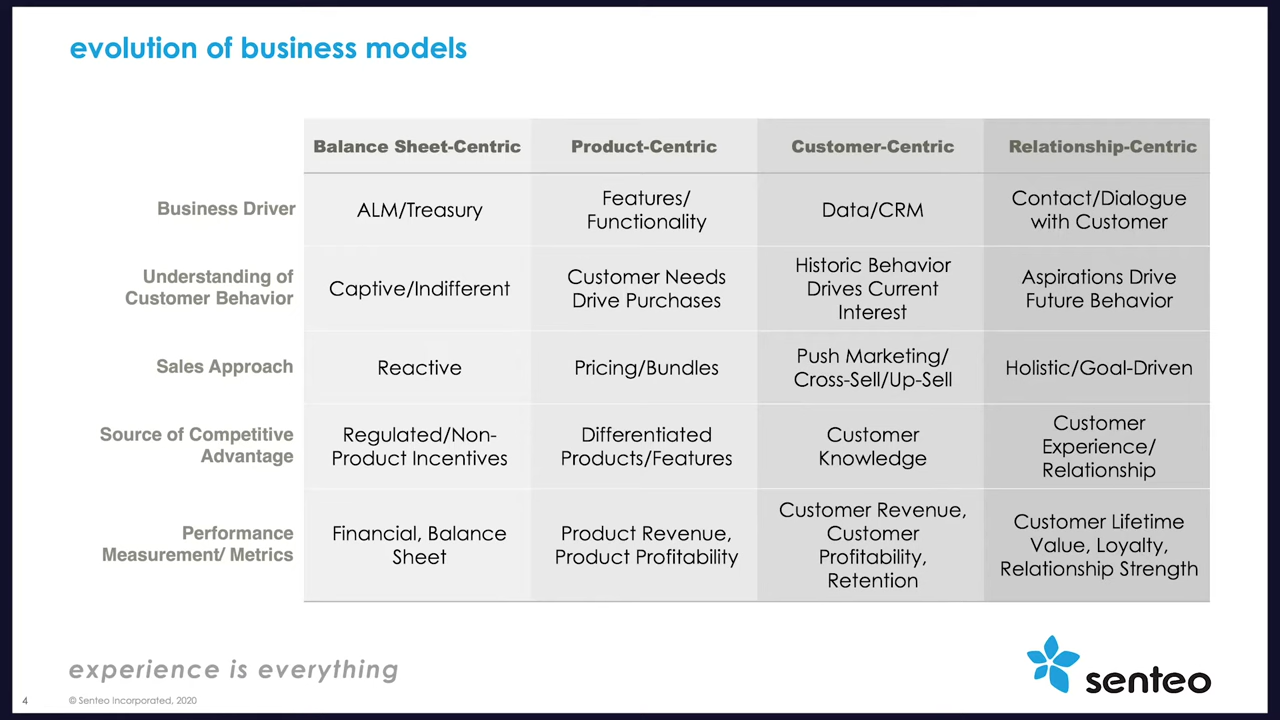 evolution of business models
Balance Sheet-Centric
Product-Centric
Customer-Centric
Relationship-Centric
Business Driver
ALM/Treasury
Features/
Functionality
Data/CRM
Contact/Dialogue
with Customer
Understanding of
Customer Behavior
Captive/Indifferent
Customer Needs
Drive Purchases
Historic Behavior
Drives Current
Interest
Aspirations Drive
Future Behavior
Sales Approach
Reactive
Pricing/Bundles
Push Marketing/
Cross-Sell/Up-Sell
Holistic/Goal-Driven
Source of Competitive
Advantage
Regulated/Non-
Product Incentives
Differentiated
Products/Features
Customer
Knowledge
Customer
Experience/
Relationship
Performance
Measurement/ Metrics
Financial, Balance
Sheet
Product Revenue,
Product Profitability
Customer Revenue,
Customer
Profitability,
Retention
Customer Lifetime
Value, Loyalty,
Relationship Strength
experience is everything
senteo
4
© Senteo Incorporated, 2020